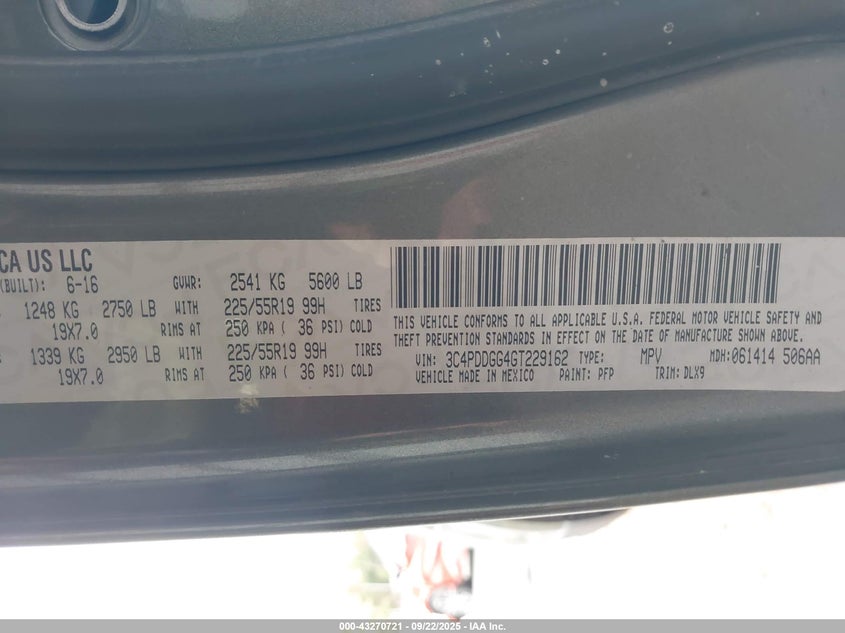 CA US LLC
(BUILT): 6-16 GVWR: 2541 KG 5600 LB
1248 KG 2750 LB WITH 225/55R19 99H TIRES
19X7.0 RIMS AT 250 KPA ( 36 PSI) COLD
1339 KG 2950 LB WITH 225/55R19 99H TIRES
19X7.0 RIMS AT 250 KPA ( 36 PSI) COLD
THIS VEHICLE CONFORMS TO ALL APPLICABLE U.S.A. FEDERAL MOTOR VEHICLE SAFETY AND
THEFT PREVENTION STANDARDS IN EFFECT ON THE DATE OF MANUFACTURE SHOWN ABOVE.
VIN: 3C4PDDGG4GT229162 TYPE: MPV MDH:061414 506AA
VEHICLE MADE IN MEXICO PAINT: PFP TRIM: DLX9
000-43270721 - 09/22/2025 - IAA Inc.